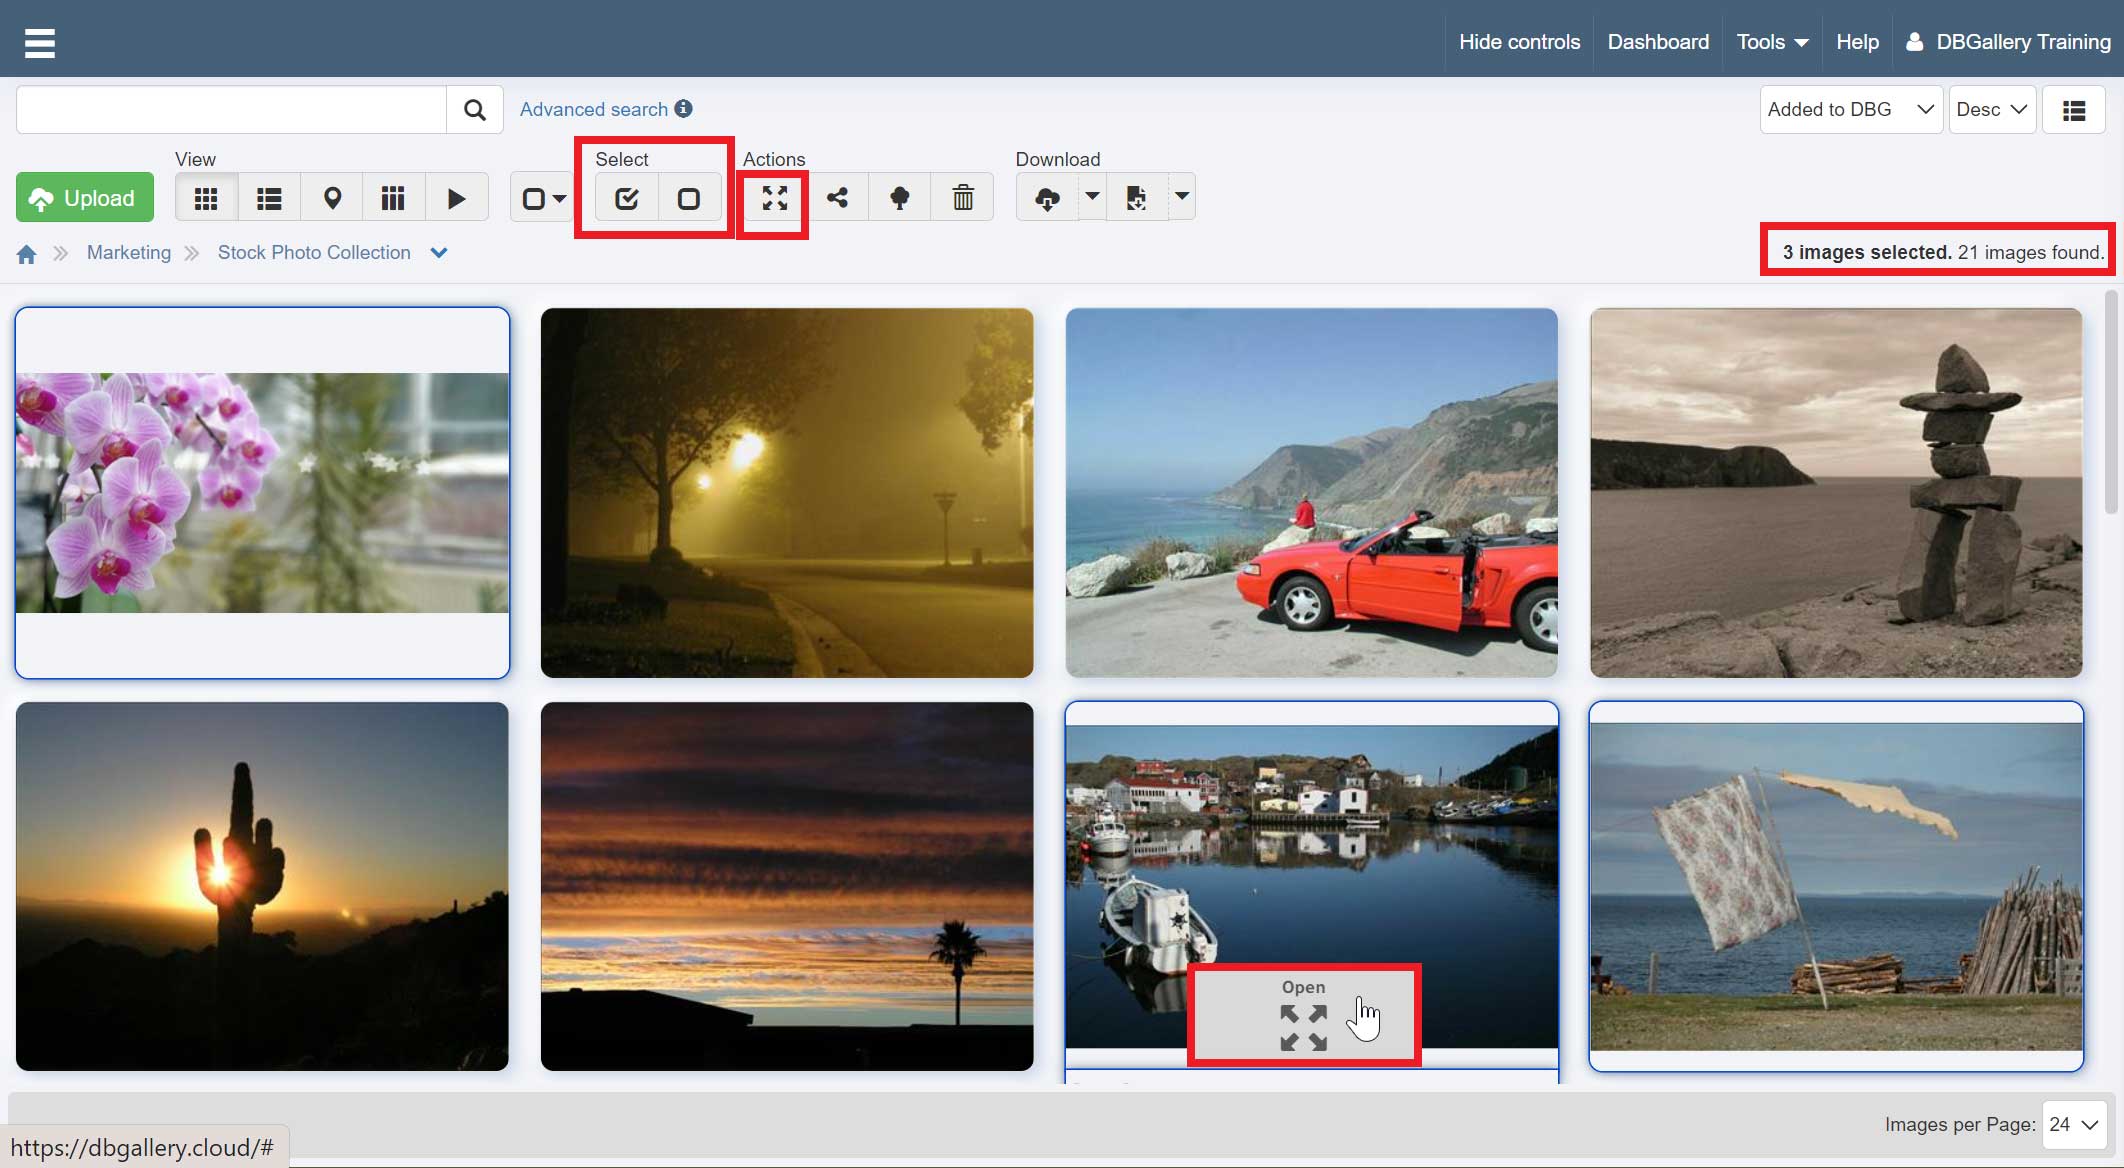 Hide controls
Dashboard
Tools
Help
DBGallery Training
Advanced search
Added to DBG
Desc
View
Select
Actions
Download
Upload
Marketing
Stock Photo Collection
3 images selected. 21 images found.
Open
Images per Page: 24
https://dbgallery.cloud/#